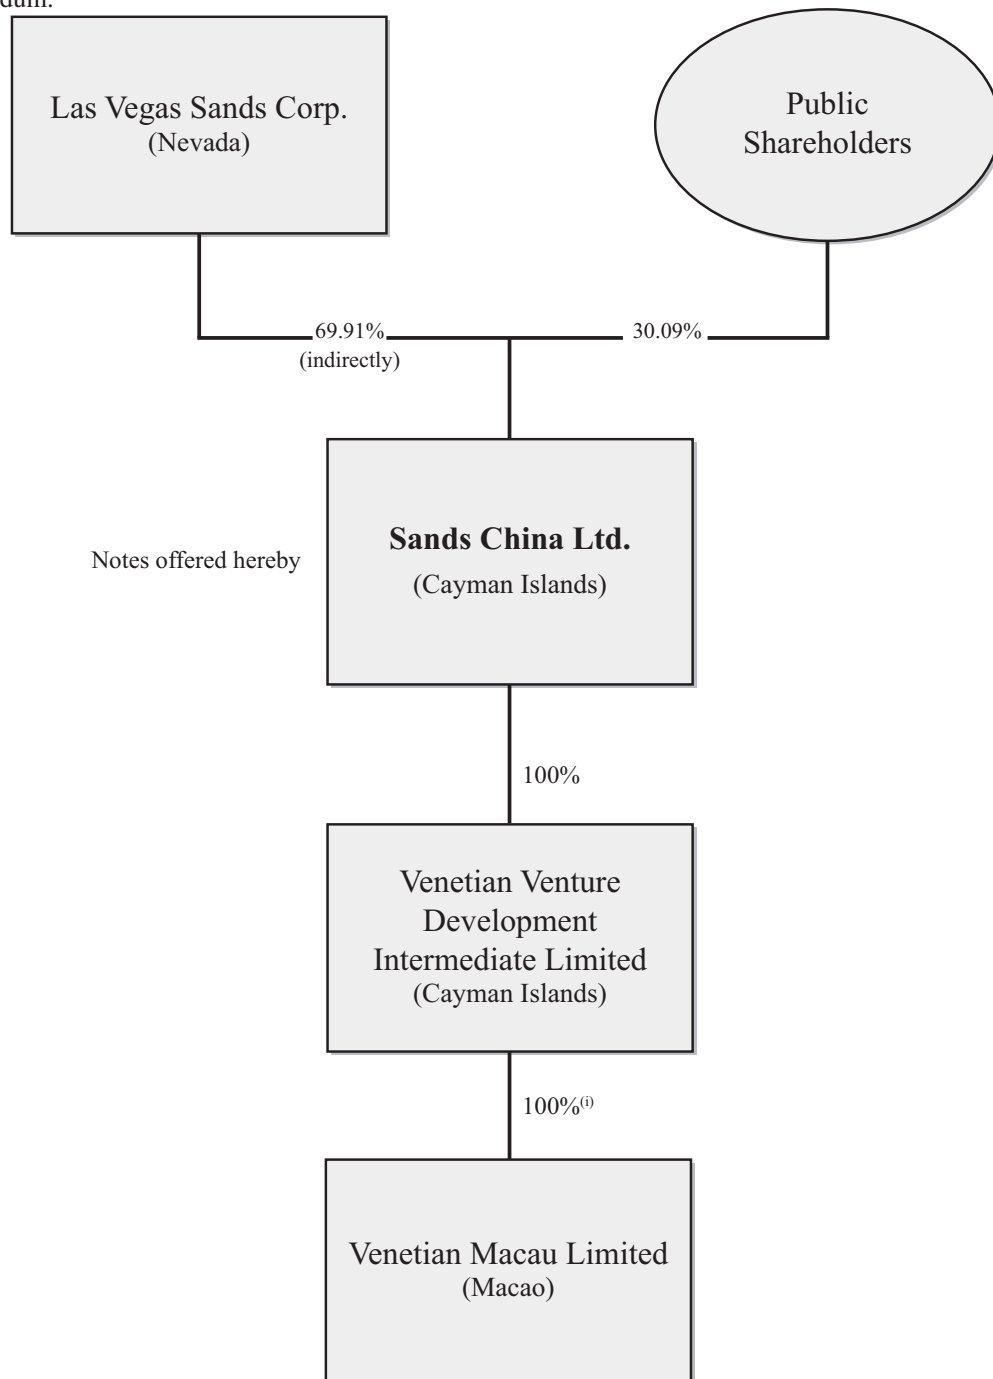 dum.
Las Vegas Sands Corp.
(Nevada)
Public
Shareholders
69.91%
(indirectly)
30.09%
Sands China Ltd.
(Cayman Islands)
Notes offered hereby
100%
Venetian Venture
Development
Intermediate Limited
(Cayman Islands)
100%(i)
Venetian Macau Limited
(Macao)